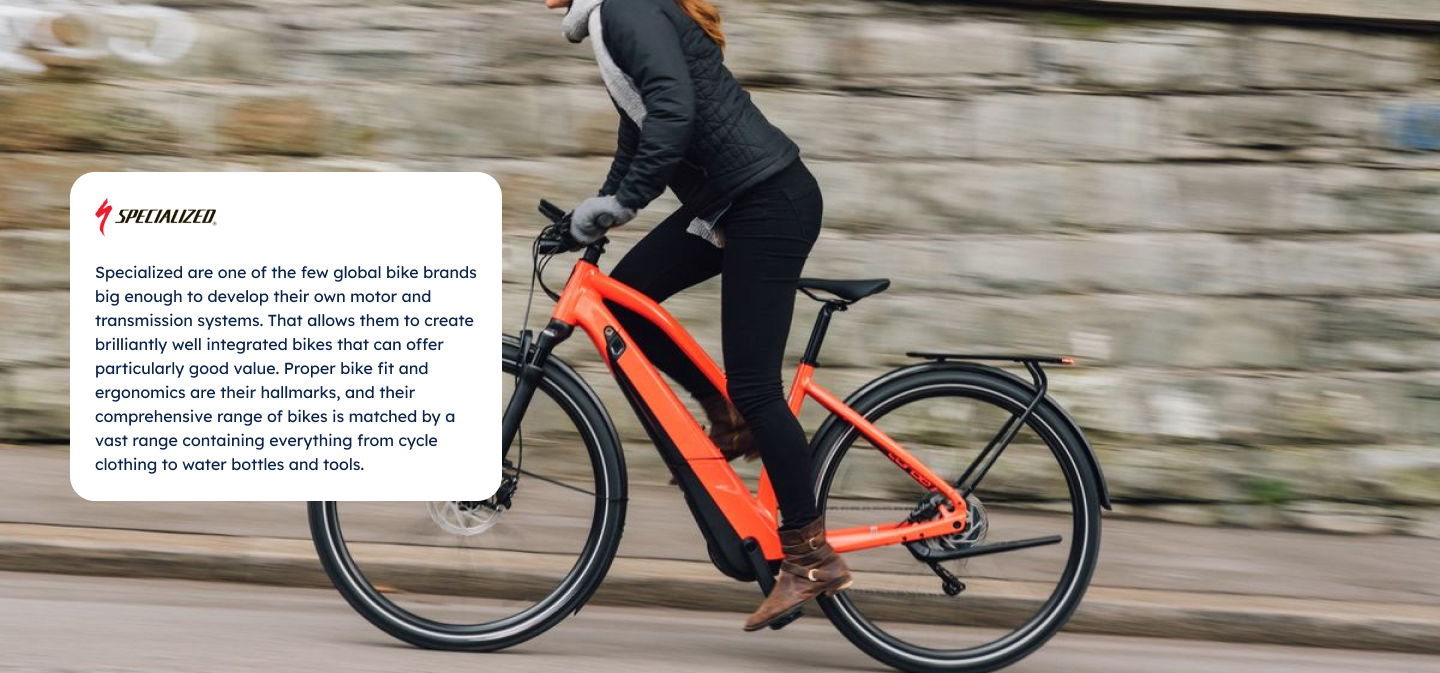 SPECIALIZED
Specialized are one of the few global bike brands
big enough to develop their own motor and
transmission systems. That allows them to create
brilliantly well integrated bikes that can offer
particularly good value. Proper bike fit and
ergonomics are their hallmarks, and their
comprehensive range of bikes is matched by a
vast range containing everything from cycle
clothing to water bottles and tools.